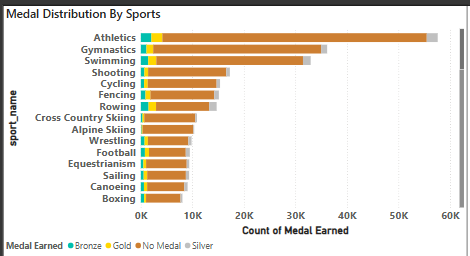 Medal Distribution By Sports
sport_name
Athletics
Gymnastics
Swimming
Shooting
Cycling
Fencing
Rowing
Cross Country Skiing
Alpine Skiing
Wrestling
Football
Equestrianism
Sailing
Canoeing
Boxing
0K 10K 20K 30K 40K 50K 60K
Count of Medal Earned
Medal Earned Bronze Gold No Medal Silver